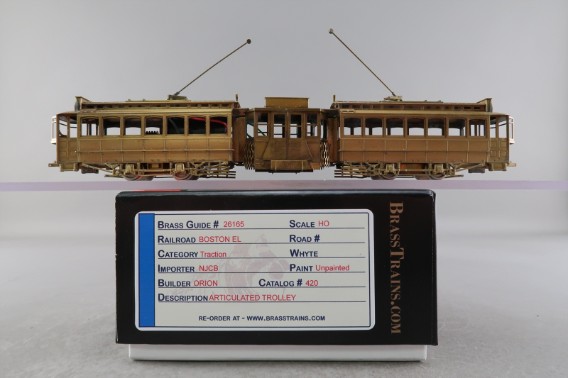 BRASS GUIDE # 26165 SCALE HO
RAILROAD BOSTON EL ROAD #
CATEGORY Traction WHYTE
IMPORTER NJCB PAINT Unpainted
BUILDER ORION CATALOG # 420
DESCRIPTION ARTICULATED TROLLEY
RE-ORDER AT - WWW.BRASSTRAINS.COM
BRASSTRAINS.COM